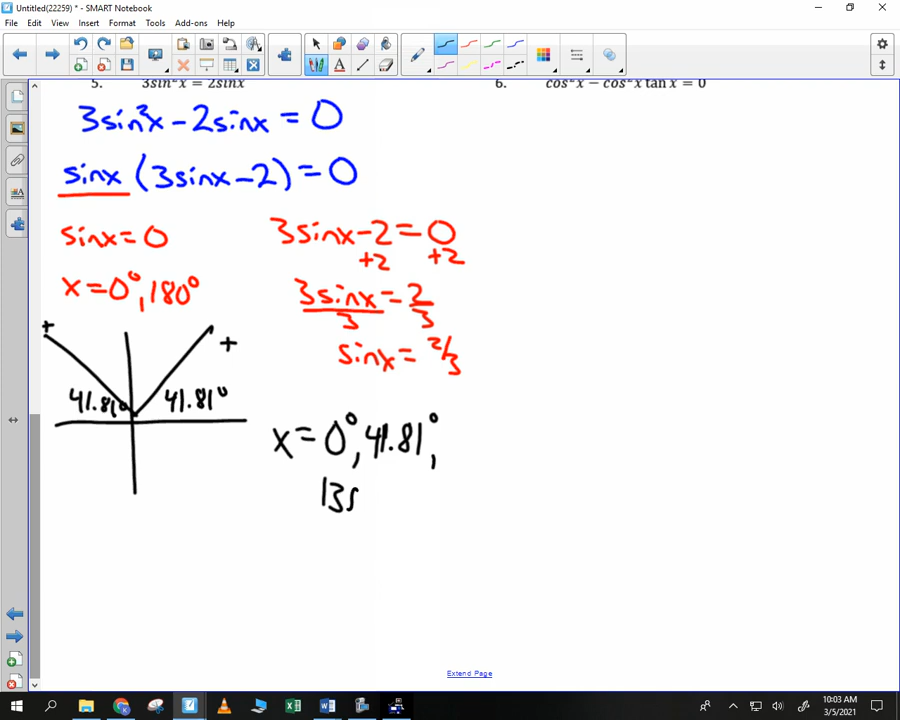 Untitled(22259) * - SMART Notebook
File Edit View Insert Format Tools Add-ons Help
5. 3sin²x = 2sinx
6. cos²x − cos²x tan x = 0
3sin²x − 2sinx = 0
sinx (3sinx − 2) = 0
sinx = 0
3sinx − 2 = 0
+2 +2
x = 0°, 180°
3sinx = 2
3 3
sinx = 2/3
+ +
41.81° 41.81°
x = 0°, 41.81°,
13
Extend Page
10:03 AM
3/5/2021